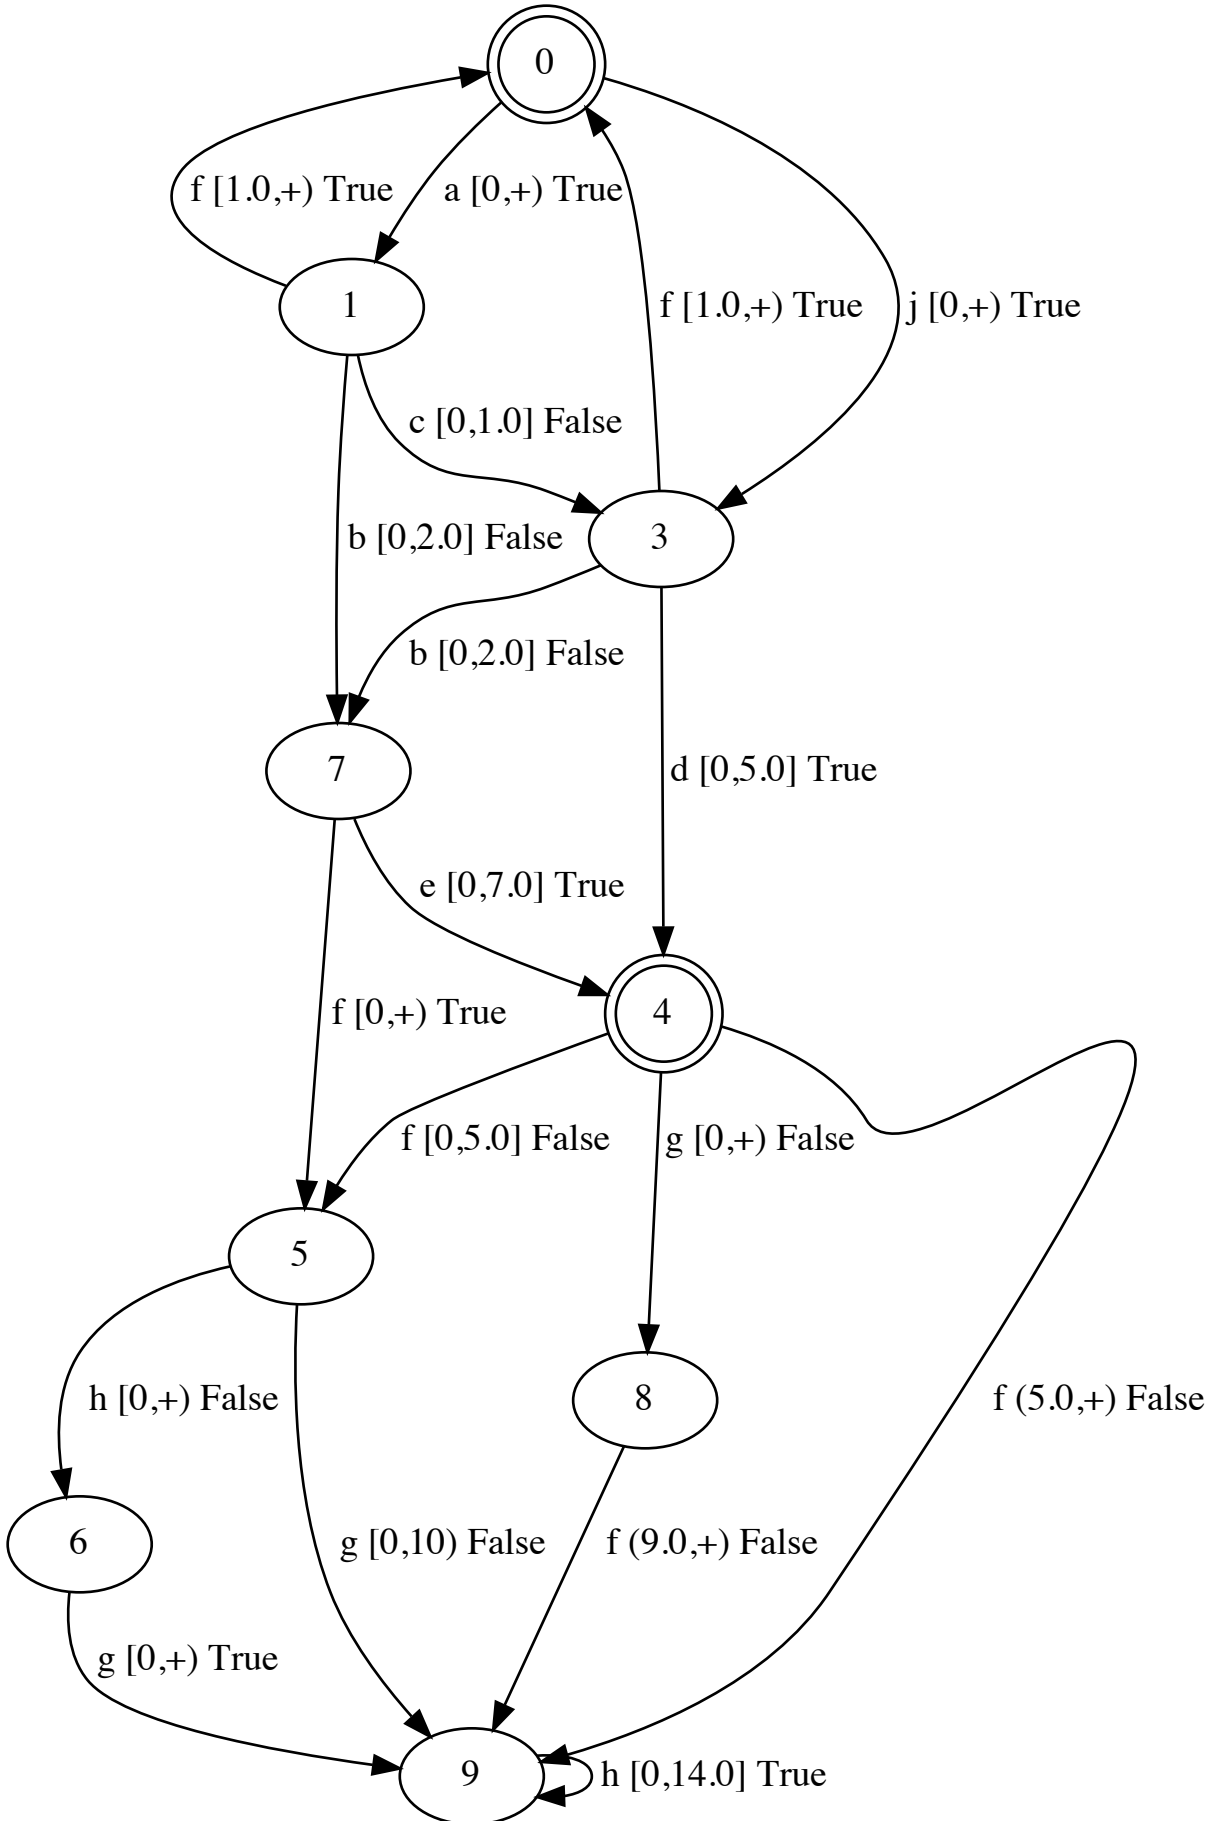 0
f [1.0,+) True
a [0,+) True
1
f [1.0,+) True
j [0,+) True
c [0,1.0] False
b [0,2.0] False
3
b [0,2.0] False
7
d [0,5.0] True
e [0,7.0] True
f [0,+) True
4
f [0,5.0] False
g [0,+) False
5
h [0,+) False
8
f (5.0,+) False
6
g [0,10) False
f (9.0,+) False
g [0,+) True
9
h [0,14.0] True